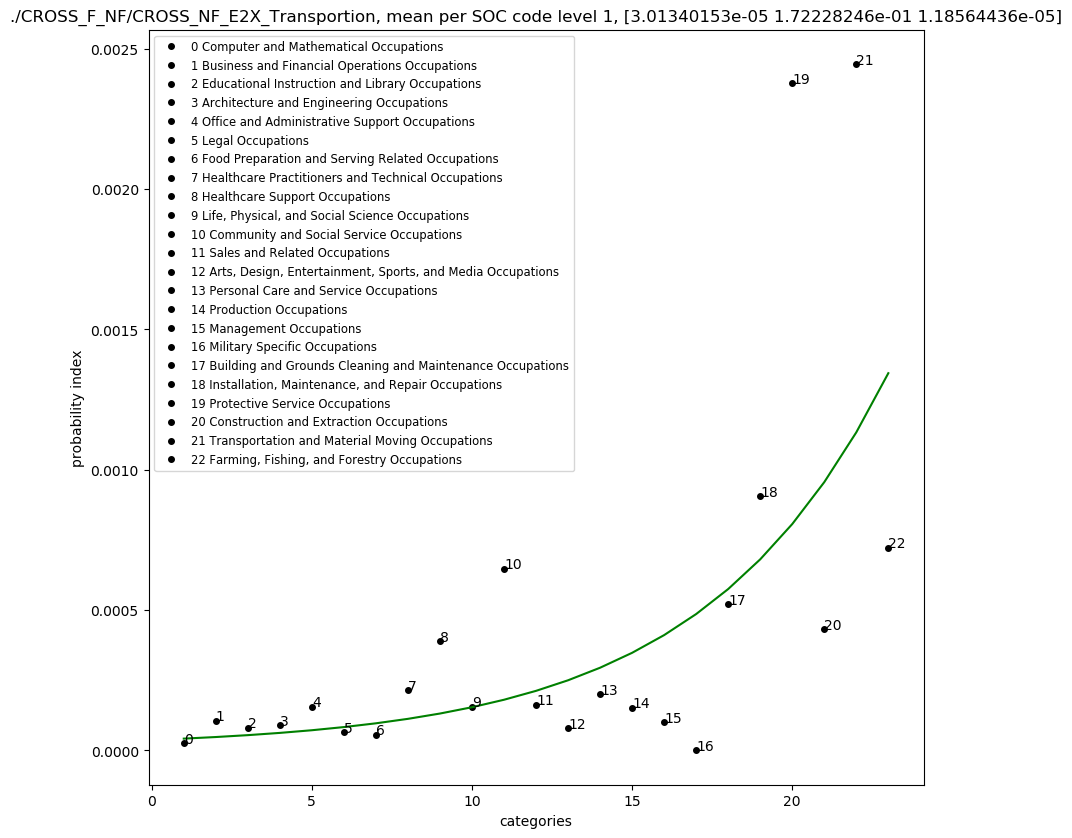 ./CROSS_F_NF/CROSS_NF_E2X_Transportion, mean per SOC code level 1, [3.01340153e-05 1.72228246e-01 1.18564436e-05]
0 Computer and Mathematical Occupations
1 Business and Financial Operations Occupations
2 Educational Instruction and Library Occupations
3 Architecture and Engineering Occupations
4 Office and Administrative Support Occupations
5 Legal Occupations
6 Food Preparation and Serving Related Occupations
7 Healthcare Practitioners and Technical Occupations
8 Healthcare Support Occupations
9 Life, Physical, and Social Science Occupations
10 Community and Social Service Occupations
11 Sales and Related Occupations
12 Arts, Design, Entertainment, Sports, and Media Occupations
13 Personal Care and Service Occupations
14 Production Occupations
15 Management Occupations
16 Military Specific Occupations
17 Building and Grounds Cleaning and Maintenance Occupations
18 Installation, Maintenance, and Repair Occupations
19 Protective Service Occupations
20 Construction and Extraction Occupations
21 Transportation and Material Moving Occupations
22 Farming, Fishing, and Forestry Occupations
probability index
0.0025
0.0020
0.0015
0.0010
0.0005
0.0000
0
1
2
3
4
5
6
7
8
9
10
11
12
13
14
15
16
17
18
19
20
21
22
0
5
10
15
20
categories